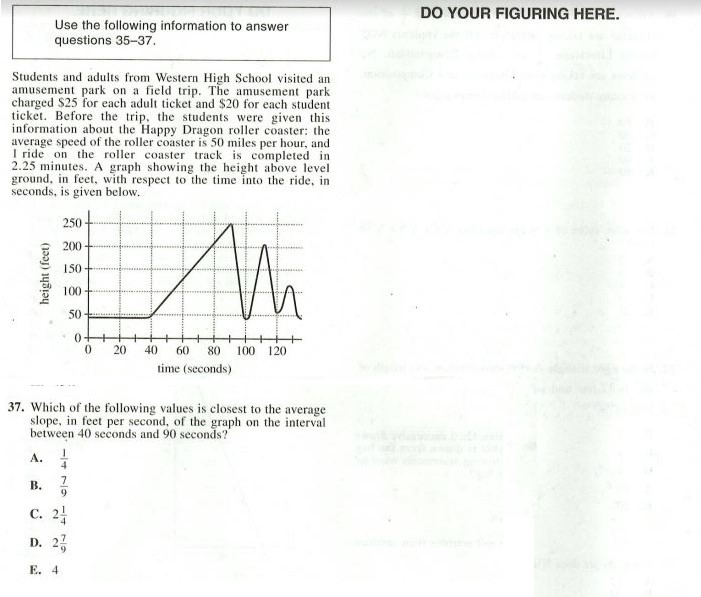 DO YOUR FIGURING HERE.
Use the following information to answer
questions 35–37.
Students and adults from Western High School visited an
amusement park on a field trip. The amusement park
charged $25 for each adult ticket and $20 for each student
ticket. Before the trip, the students were given this
information about the Happy Dragon roller coaster: the
average speed of the roller coaster is 50 miles per hour, and
1 ride on the roller coaster track is completed in
2.25 minutes. A graph showing the height above level
ground, in feet, with respect to the time into the ride, in
seconds, is given below.
height (feet)
250
200
150
100
50
0
0 20 40 60 80 100 120
time (seconds)
37. Which of the following values is closest to the average
slope, in feet per second, of the graph on the interval
between 40 seconds and 90 seconds?
A. 1/4
B. 7/9
C. 2 1/4
D. 2 7/9
E. 4